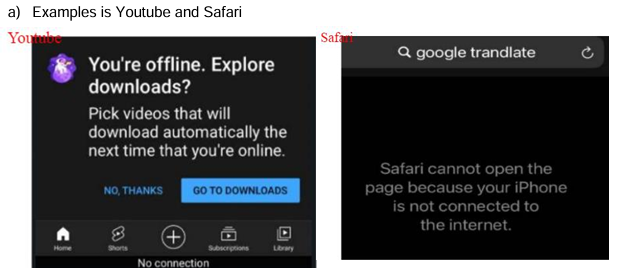 a) Examples is Youtube and Safari
Youtube
You're offline. Explore
downloads?
Pick videos that will
download automatically the
next time that you're online.
NO, THANKS GO TO DOWNLOADS
Home Shorts Subscriptions Library
No connection
Safari
google trandlate
Safari cannot open the
page because your iPhone
is not connected to
the internet.